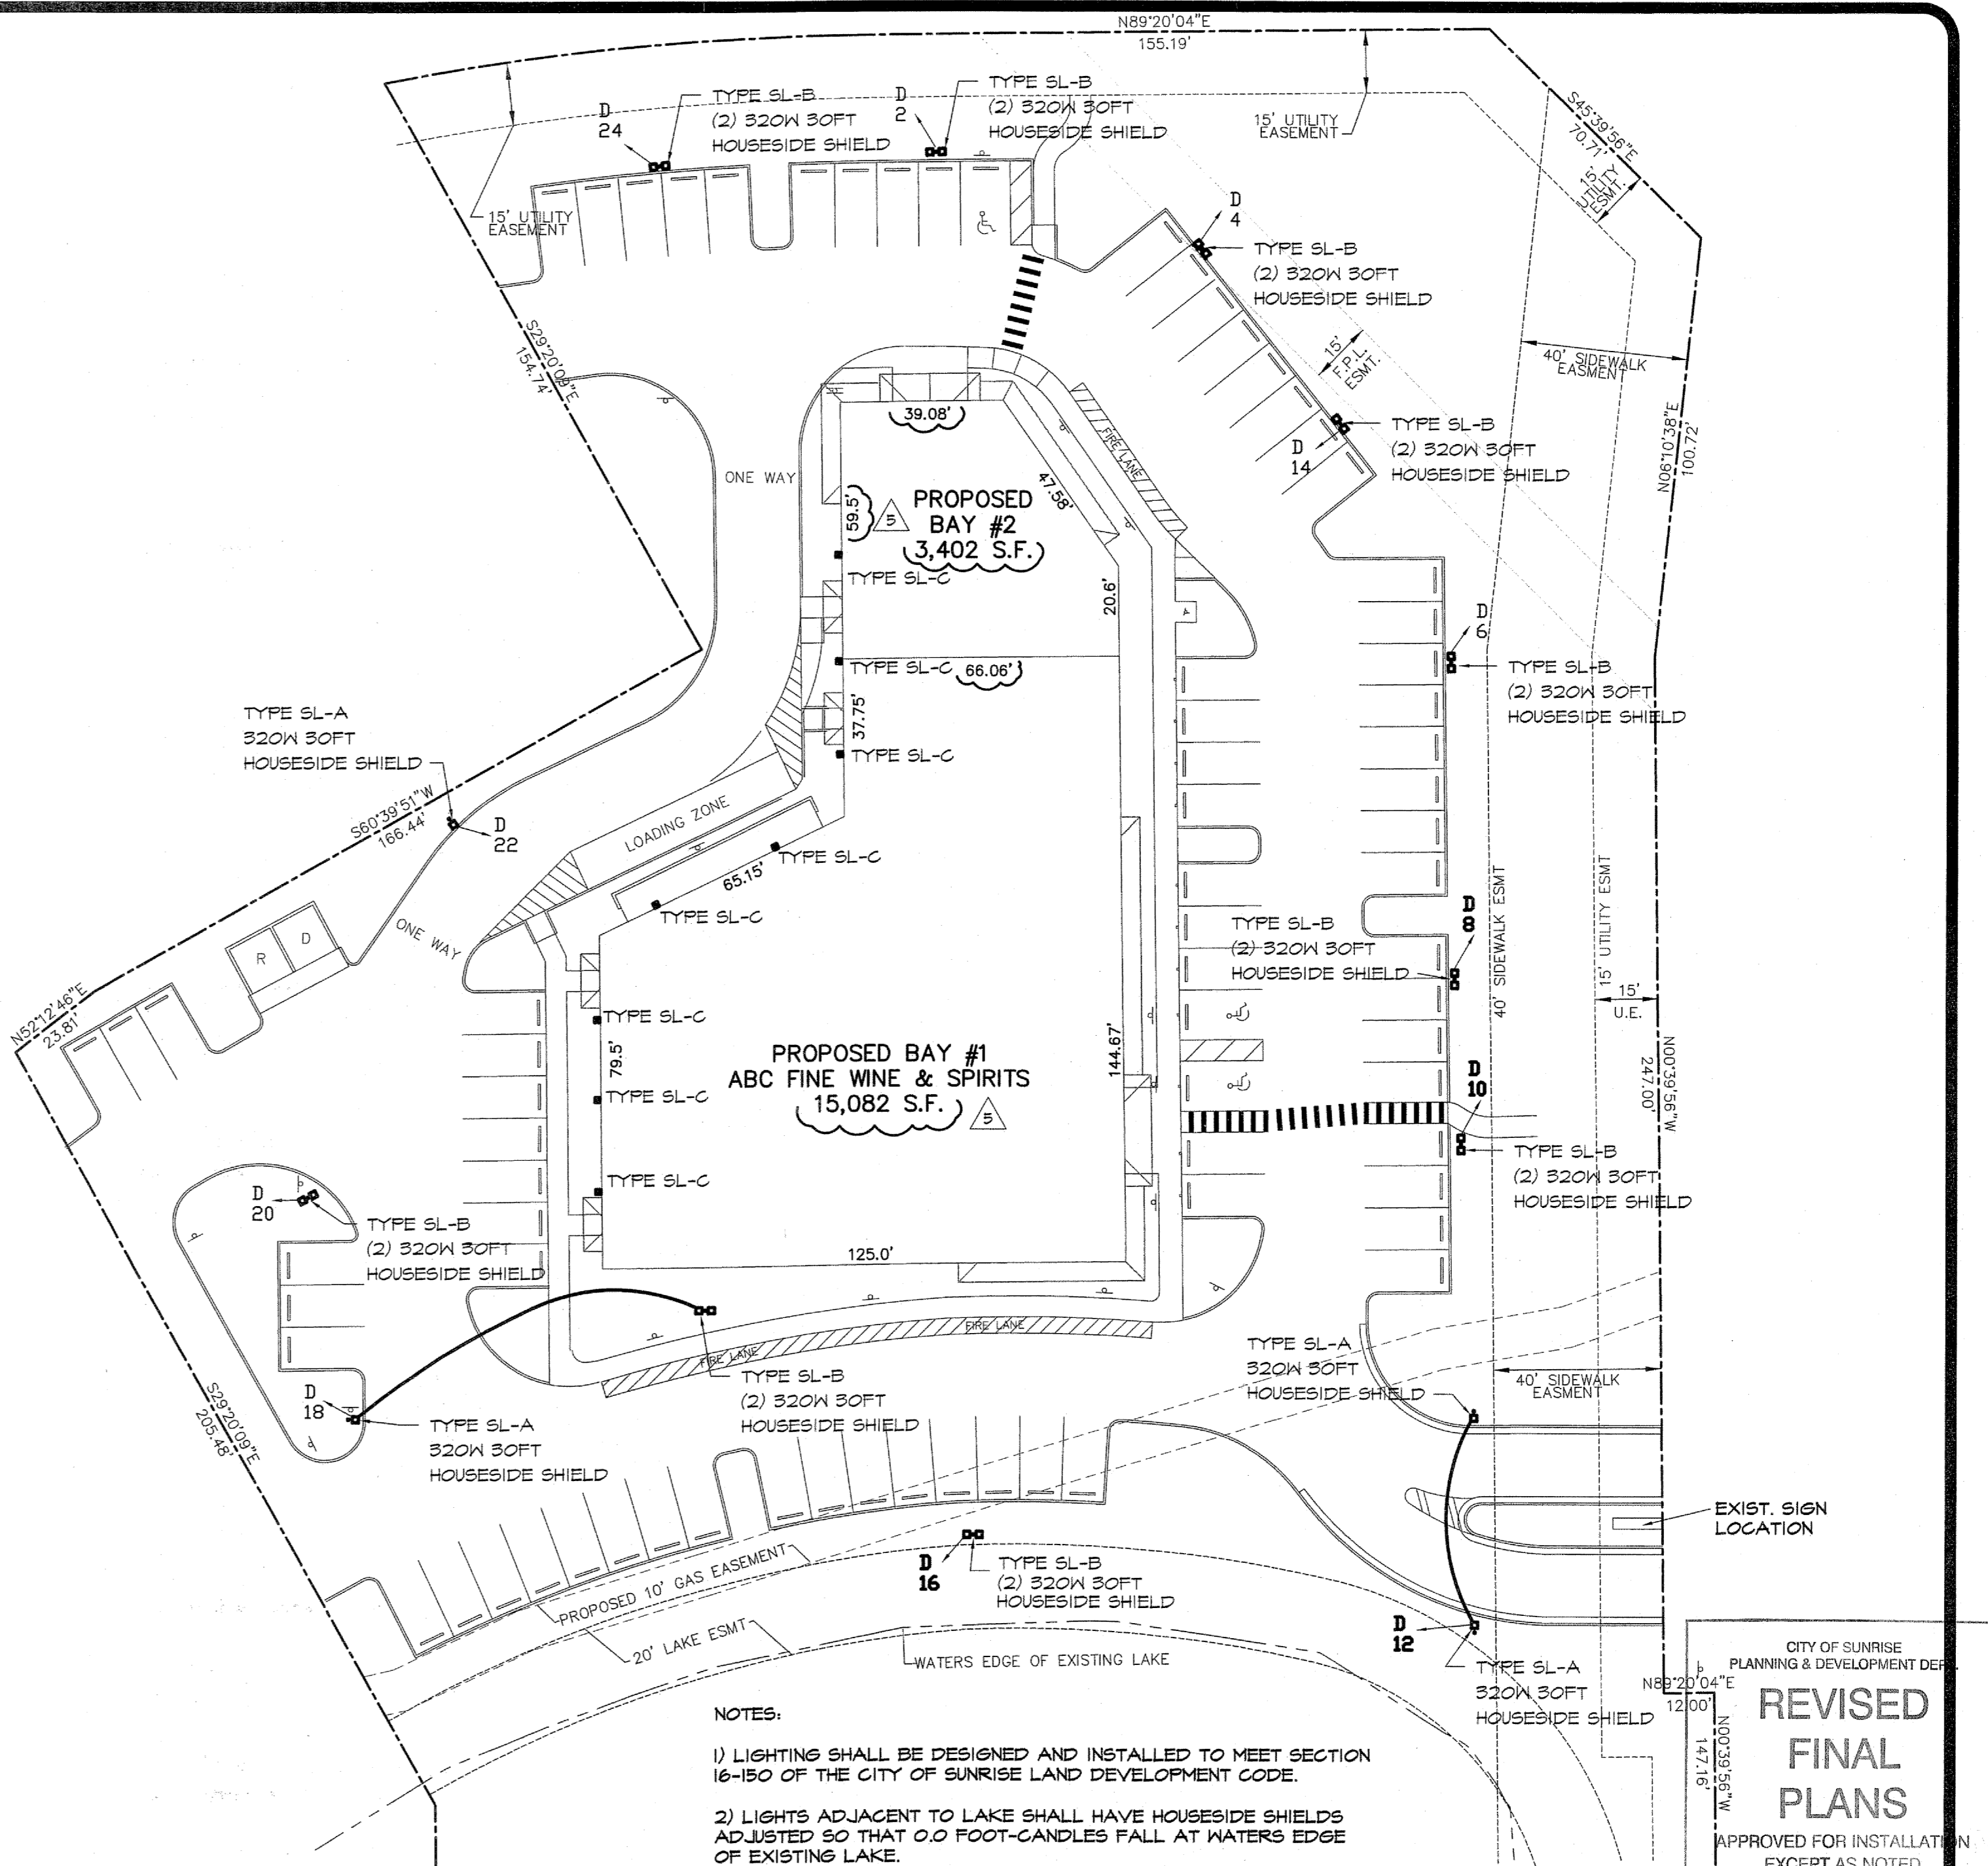 N89°20'04"E
155.19'
TYPE SL-B
(2) 320W 30FT
HOUSESIDE SHIELD
D
24
D
2
TYPE SL-B
(2) 320W 30FT
HOUSESIDE SHIELD
15' UTILITY
EASEMENT
S45°39'56"E
70.71'
15'
UTILITY
ESMT.
15' UTILITY
EASEMENT
D
4
TYPE SL-B
(2) 320W 30FT
HOUSESIDE SHIELD
15'
F.P.L.
ESMT.
40' SIDEWALK
EASMENT
N06°10'38"E
100.72'
S29°20'09"E
154.74'
39.08'
FIRE LANE
47.58'
ONE WAY
59.5'
5
PROPOSED
BAY #2
3,402 S.F.
TYPE SL-B
(2) 320W 30FT
HOUSESIDE SHIELD
D
14
TYPE SL-C
20.6'
D
6
TYPE SL-B
(2) 320W 30FT
HOUSESIDE SHIELD
TYPE SL-C
66.06'
37.75'
TYPE SL-C
TYPE SL-A
320W 30FT
HOUSESIDE SHIELD
S60°39'51"W
166.44'
D
22
LOADING ZONE
TYPE SL-C
65.15'
TYPE SL-C
ONE WAY
R
D
N52°12'46"E
23.81'
TYPE SL-B
(2) 320W 30FT
HOUSESIDE SHIELD
D
8
40' SIDEWALK ESMT
15' UTILITY ESMT
15'
U.E.
N00°39'56"W
247.00'
TYPE SL-C
79.5'
PROPOSED BAY #1
ABC FINE WINE & SPIRITS
15,082 S.F.
5
144.67'
TYPE SL-C
TYPE SL-C
D
10
TYPE SL-B
(2) 320W 30FT
HOUSESIDE SHIELD
D
20
TYPE SL-B
(2) 320W 30FT
HOUSESIDE SHIELD
125.0'
FIRE LANE
FIRE LANE
TYPE SL-B
(2) 320W 30FT
HOUSESIDE SHIELD
TYPE SL-A
320W 30FT
HOUSESIDE SHIELD
40' SIDEWALK
EASMENT
D
18
TYPE SL-A
320W 30FT
HOUSESIDE SHIELD
S29°20'09"E
205.48'
EXIST. SIGN
LOCATION
PROPOSED 10' GAS EASEMENT
20' LAKE ESMT
D
16
TYPE SL-B
(2) 320W 30FT
HOUSESIDE SHIELD
WATERS EDGE OF EXISTING LAKE
D
12
TYPE SL-A
320W 30FT
HOUSESIDE SHIELD
N89°20'04"E
12.00'
N00°39'56"W
147.16'
NOTES:
1) LIGHTING SHALL BE DESIGNED AND INSTALLED TO MEET SECTION
16-150 OF THE CITY OF SUNRISE LAND DEVELOPMENT CODE.
2) LIGHTS ADJACENT TO LAKE SHALL HAVE HOUSESIDE SHIELDS
ADJUSTED SO THAT 0.0 FOOT-CANDLES FALL AT WATERS EDGE
OF EXISTING LAKE.
CITY OF SUNRISE
PLANNING & DEVELOPMENT DEPT.
REVISED
FINAL
PLANS
APPROVED FOR INSTALLATION
EXCEPT AS NOTED